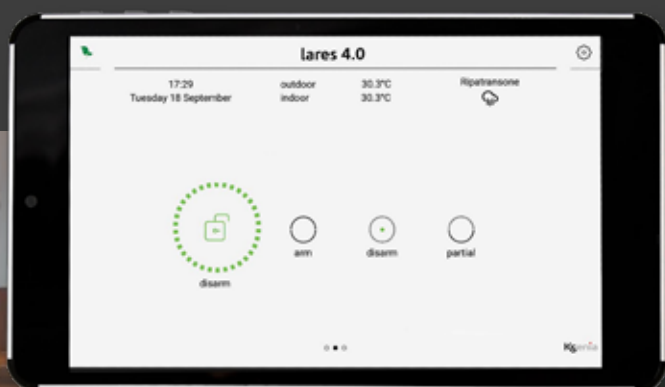 lares 4.0
17:29
Tuesday 18 September
outdoor 30.3°C
indoor 30.3°C
Ripatransone
arm
disarm
partial
disarm
Ksenia